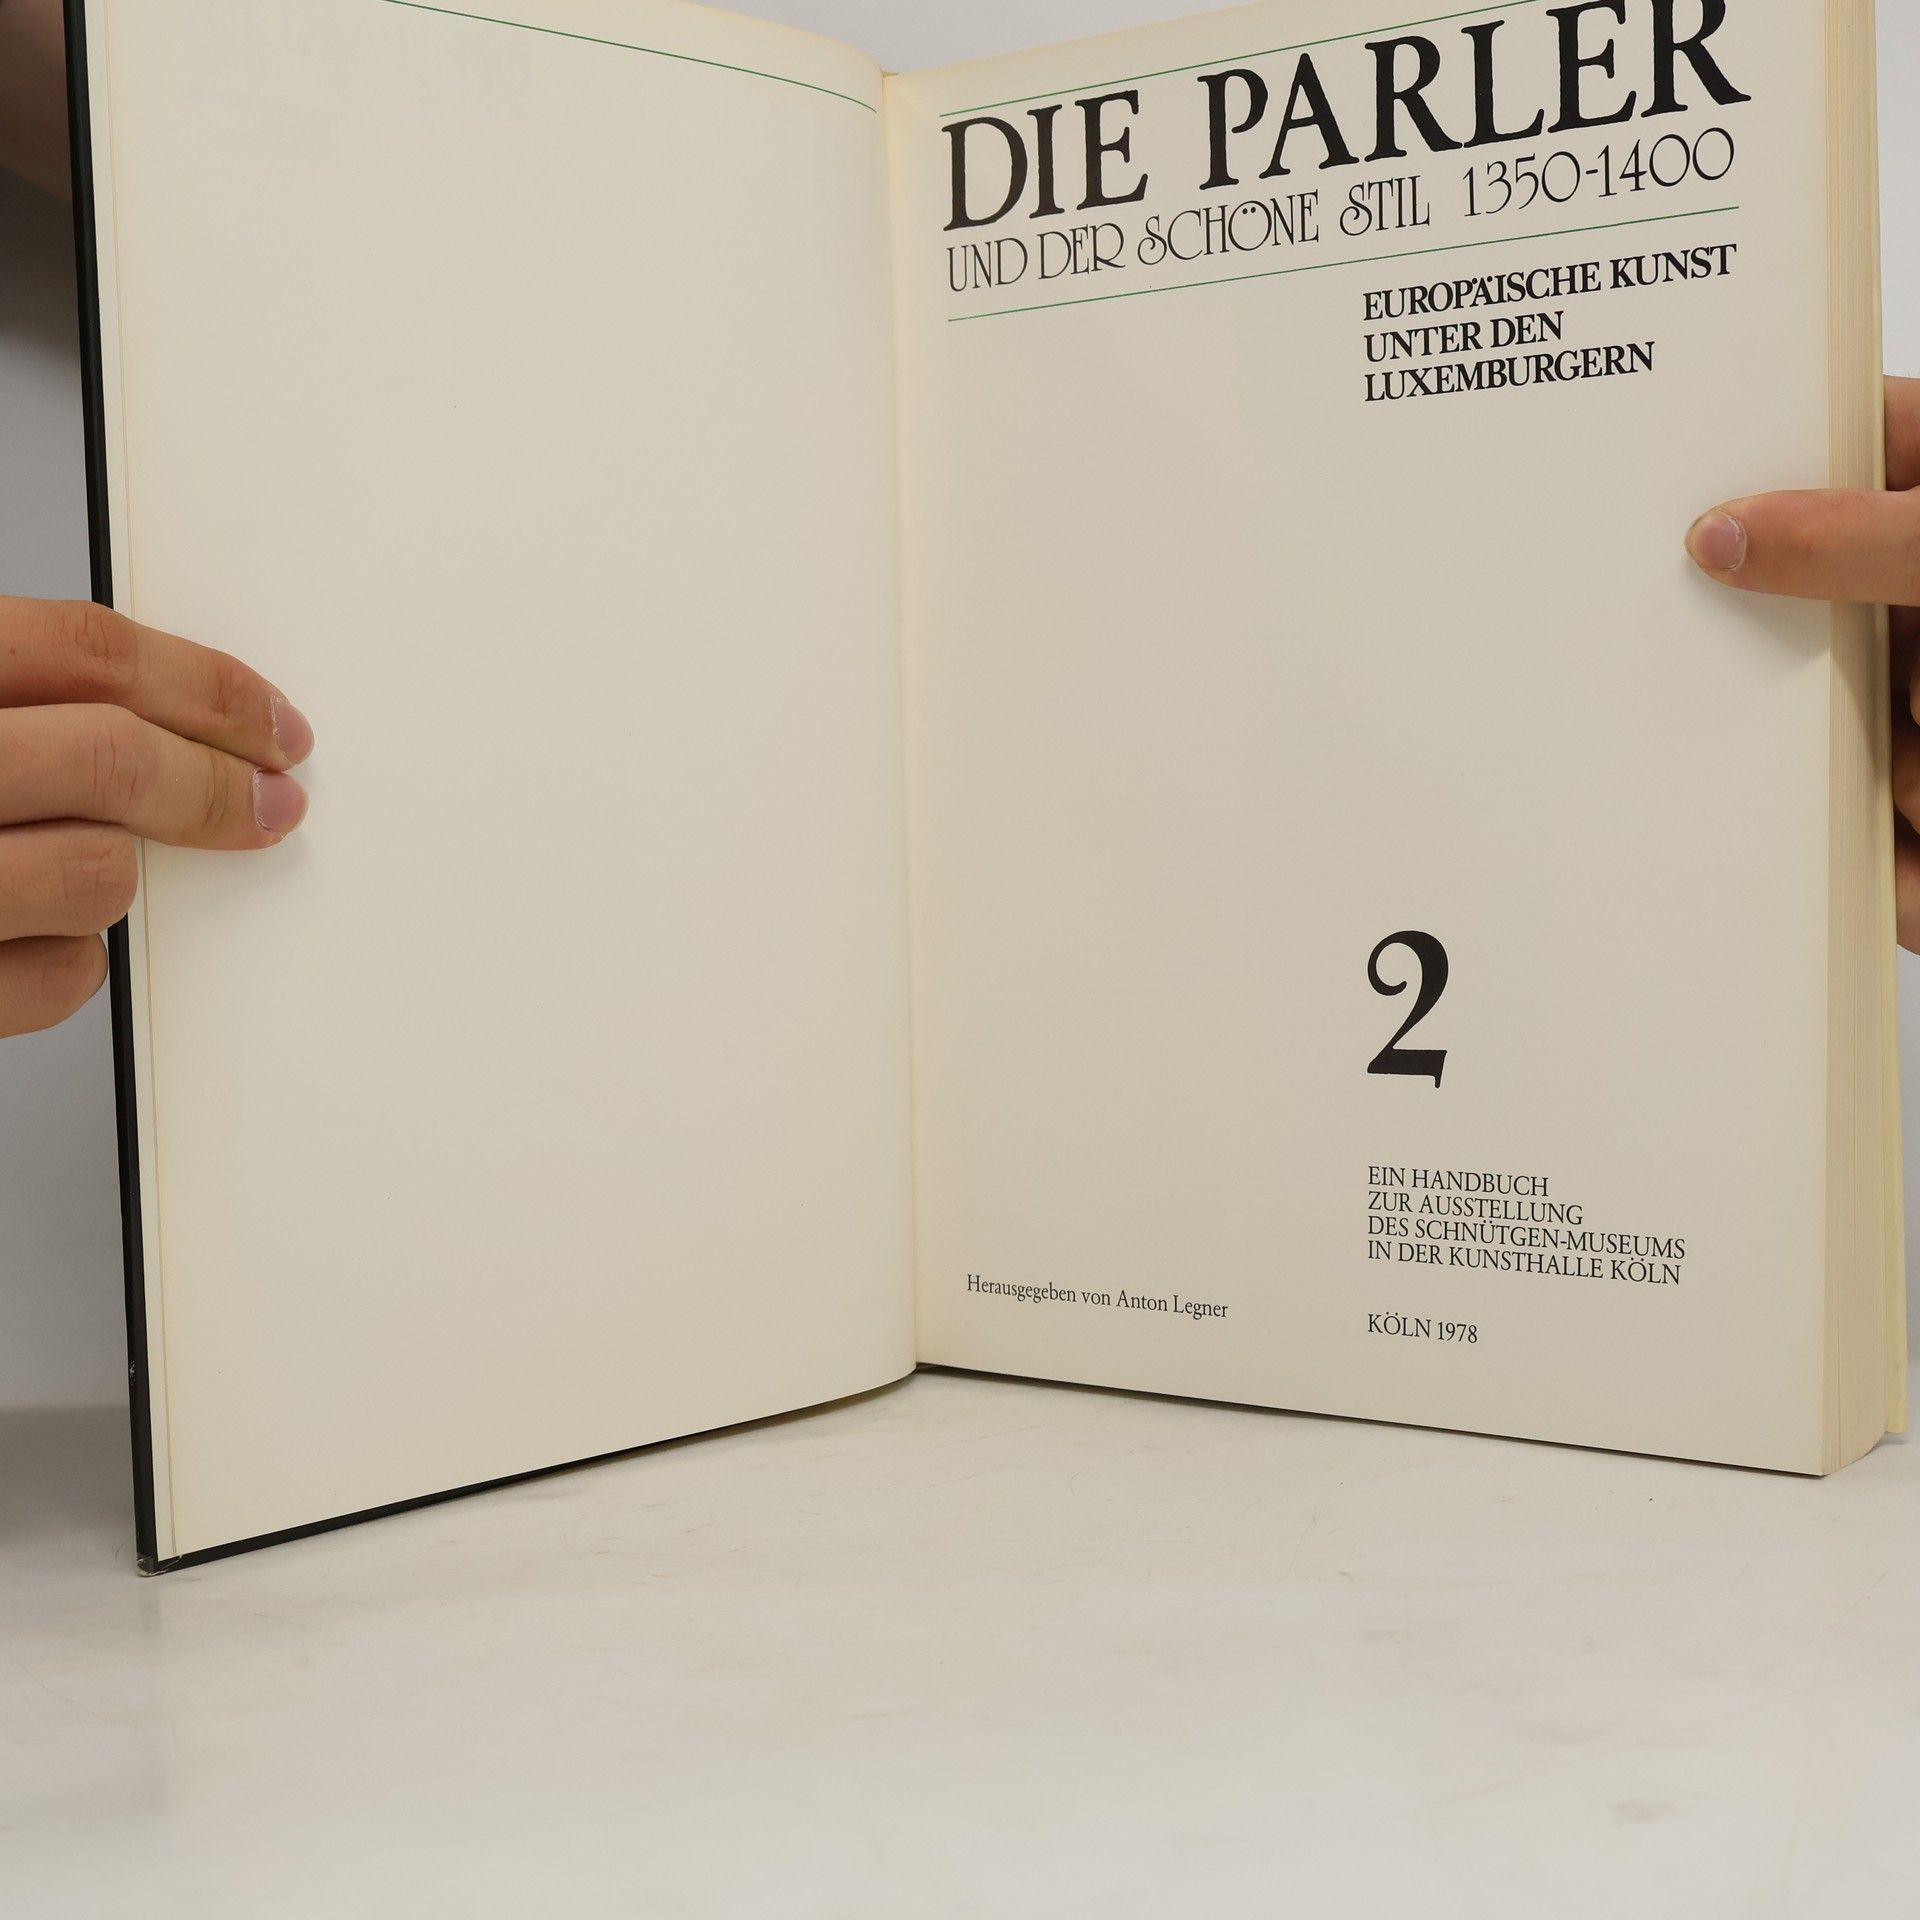 DIE PARLER
UND DER SCHÖNE STIL 1350-1400
EUROPÄISCHE KUNST
UNTER DEN
LUXEMBURGERN
2
EIN HANDBUCH
ZUR AUSSTELLUNG
DES SCHNÜTGEN-MUSEUMS
IN DER KUNSTHALLE KÖLN
Herausgegeben von Anton Legner
KÖLN 1978